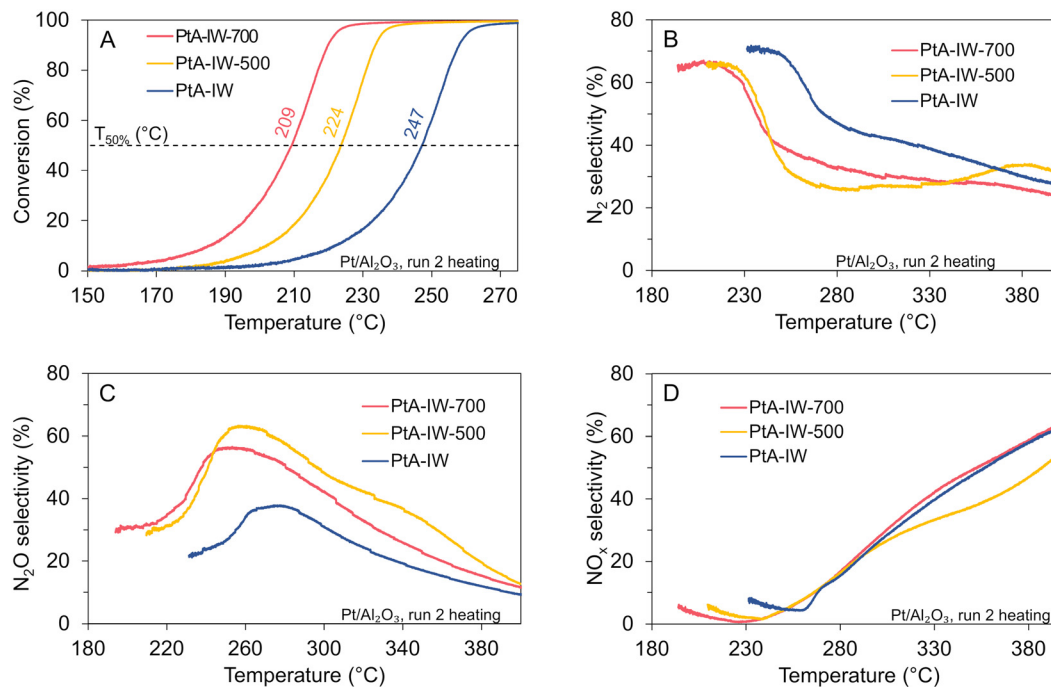 A
Conversion (%)
100
80
60
40
20
0
PtA-IW-700
PtA-IW-500
PtA-IW
T50% (°C)
209
224
247
Pt/Al2O3, run 2 heating
150 170 190 210 230 250 270
Temperature (°C)
B
N2 selectivity (%)
80
60
40
20
0
PtA-IW-700
PtA-IW-500
PtA-IW
Pt/Al2O3, run 2 heating
180 230 280 330 380
Temperature (°C)
C
N2O selectivity (%)
80
60
40
20
0
PtA-IW-700
PtA-IW-500
PtA-IW
Pt/Al2O3, run 2 heating
180 220 260 300 340 380
Temperature (°C)
D
NOx selectivity (%)
80
60
40
20
0
PtA-IW-700
PtA-IW-500
PtA-IW
Pt/Al2O3, run 2 heating
180 230 280 330 380
Temperature (°C)